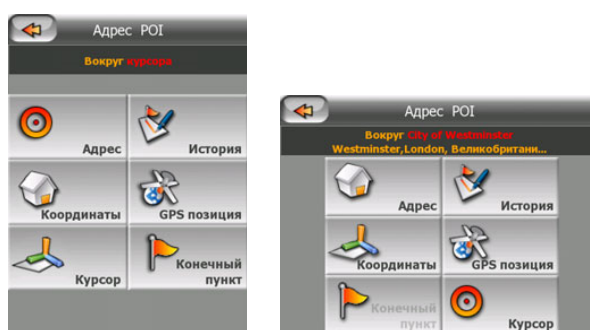 Адрес POI
Вокруг курсора
Адрес
История
Координаты
GPS позиция
Курсор
Конечный
пункт
Адрес POI
Вокруг City of Westminster
Westminster,London, Великобритани...
Адрес
История
Координаты
GPS позиция
Конечный
пункт
Курсор